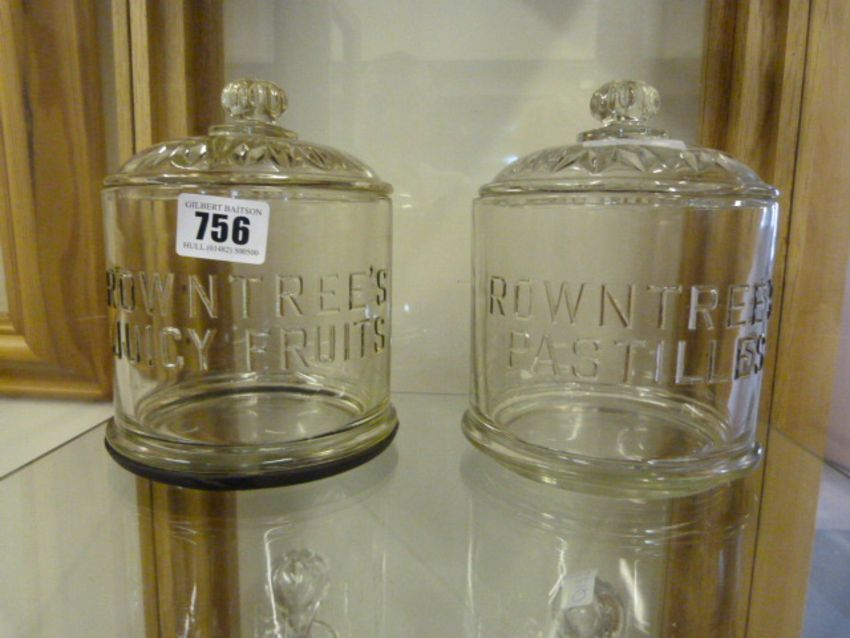 GILBERT BAITSON
756
HULL (01482) 500500
ROWNTREE'S
JUICY FRUITS
ROWNTREE'S
PASTILLES